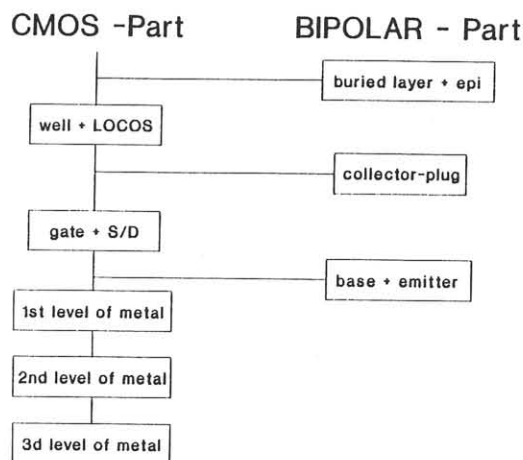 CMOS -Part
BIPOLAR - Part
buried layer + epi
well + LOCOS
collector-plug
gate + S/D
base + emitter
1st level of metal
2nd level of metal
3d level of metal